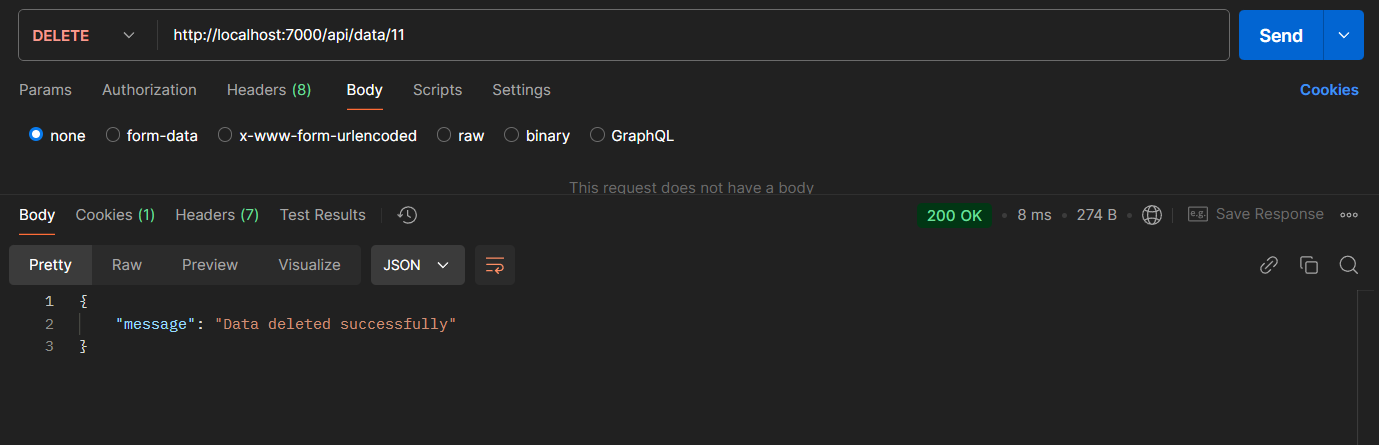 DELETE http://localhost:7000/api/data/11 Send
Params Authorization Headers (8) Body Scripts Settings Cookies
none form-data x-www-form-urlencoded raw binary GraphQL
This request does not have a body
Body Cookies (1) Headers (7) Test Results 200 OK • 8 ms • 274 B • e.g. Save Response
Pretty Raw Preview Visualize JSON
1 {
2 "message": "Data deleted successfully"
3 }